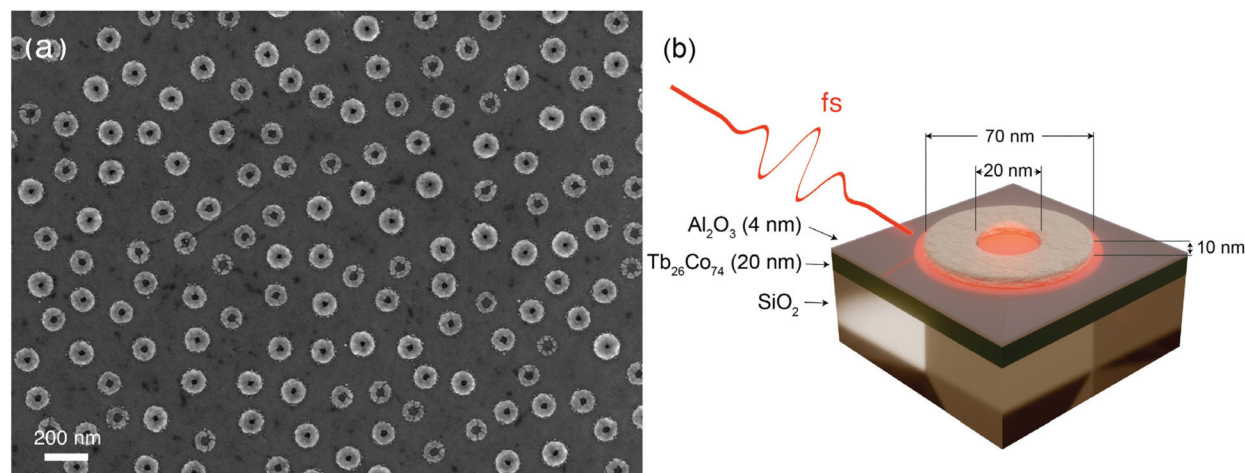 (a)
200 nm
(b)
fs
70 nm
20 nm
10 nm
Al₂O₃ (4 nm)
Tb₂₆Co₇₄ (20 nm)
SiO₂